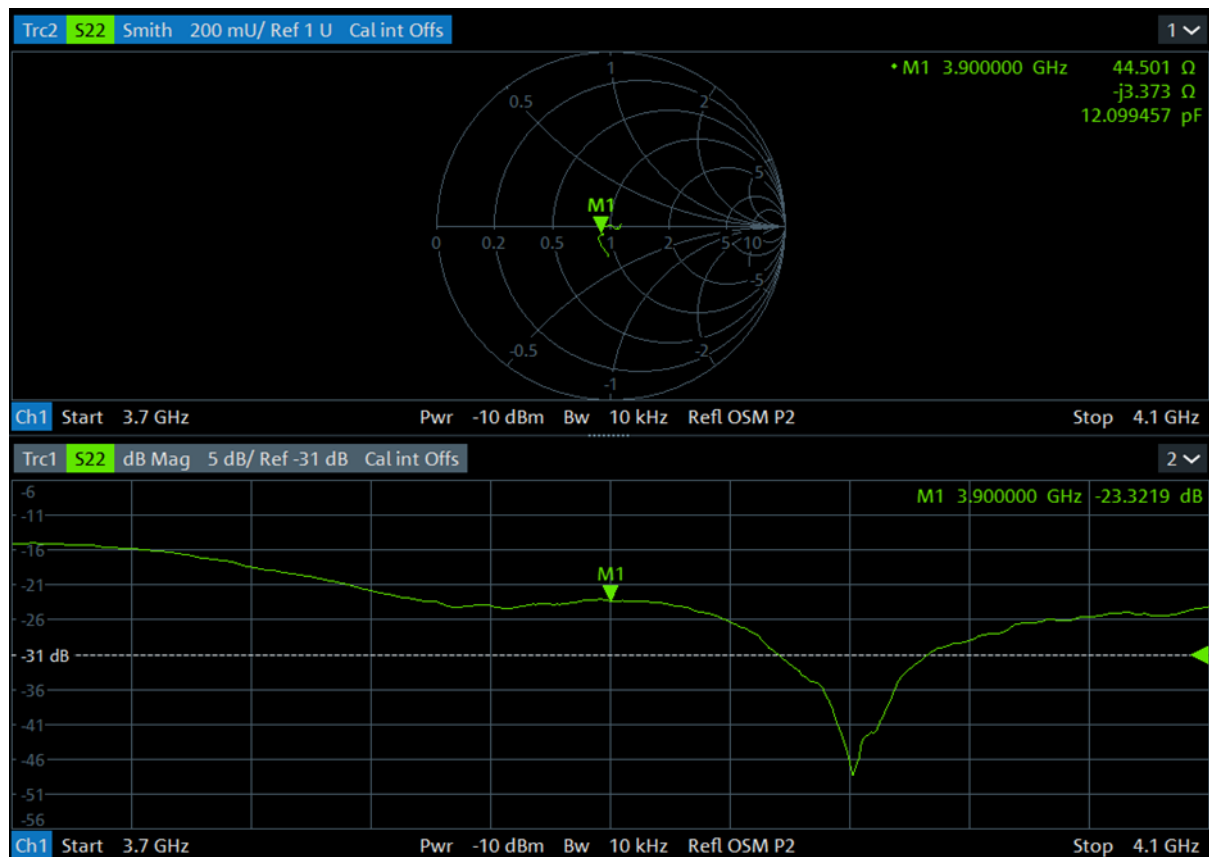 Trc2 S22 Smith 200 mU/ Ref 1 U Cal int Offs 1
• M1 3.900000 GHz 44.501 Ω
-j3.373 Ω
12.099457 pF
1
0.5 2
5
M1
0 0.2 0.5 1 2 5 10
-5
-0.5 -2
-1
Ch1 Start 3.7 GHz Pwr -10 dBm Bw 10 kHz Refl OSM P2 Stop 4.1 GHz
Trc1 S22 dB Mag 5 dB/ Ref -31 dB Cal int Offs 2
M1 3.900000 GHz -23.3219 dB
-6
-11
-16
M1
-21
-26
-31 dB
-36
-41
-46
-51
-56
Ch1 Start 3.7 GHz Pwr -10 dBm Bw 10 kHz Refl OSM P2 Stop 4.1 GHz